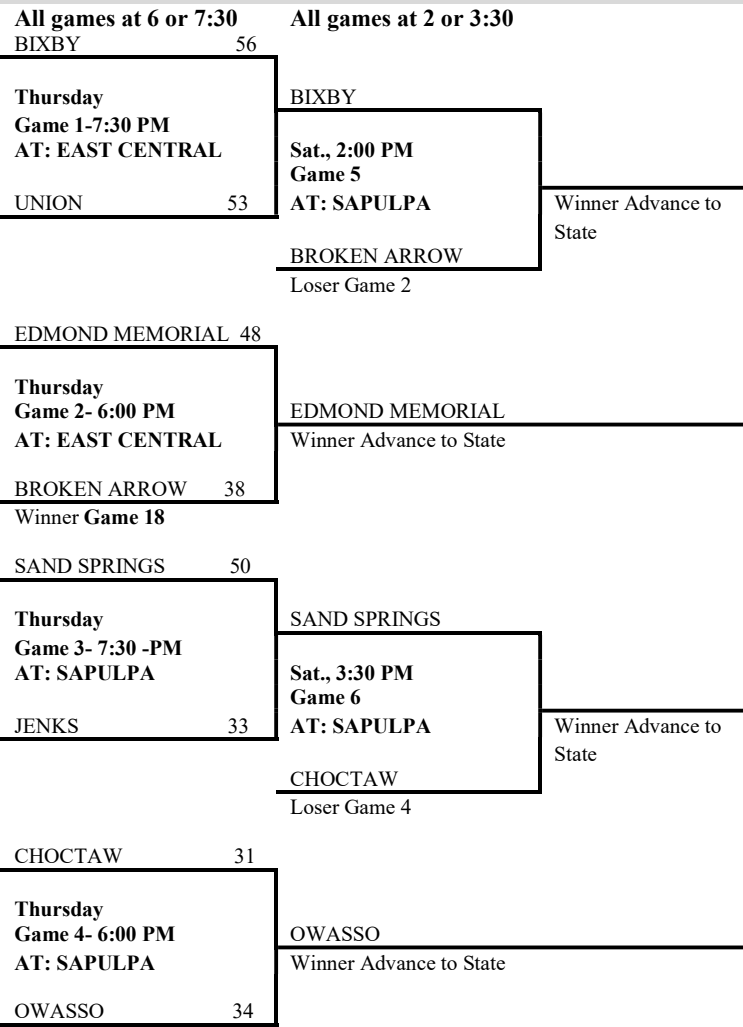 All games at 6 or 7:30 All games at 2 or 3:30
BIXBY 56
Thursday BIXBY
Game 1-7:30 PM
AT: EAST CENTRAL Sat., 2:00 PM
Game 5
UNION 53 AT: SAPULPA Winner Advance to
State
BROKEN ARROW
Loser Game 2
EDMOND MEMORIAL 48
Thursday
Game 2- 6:00 PM EDMOND MEMORIAL
AT: EAST CENTRAL Winner Advance to State
BROKEN ARROW 38
Winner Game 18
SAND SPRINGS 50
Thursday SAND SPRINGS
Game 3- 7:30 -PM
AT: SAPULPA Sat., 3:30 PM
Game 6
JENKS 33 AT: SAPULPA Winner Advance to
State
CHOCTAW
Loser Game 4
CHOCTAW 31
Thursday
Game 4- 6:00 PM OWASSO
AT: SAPULPA Winner Advance to State
OWASSO 34